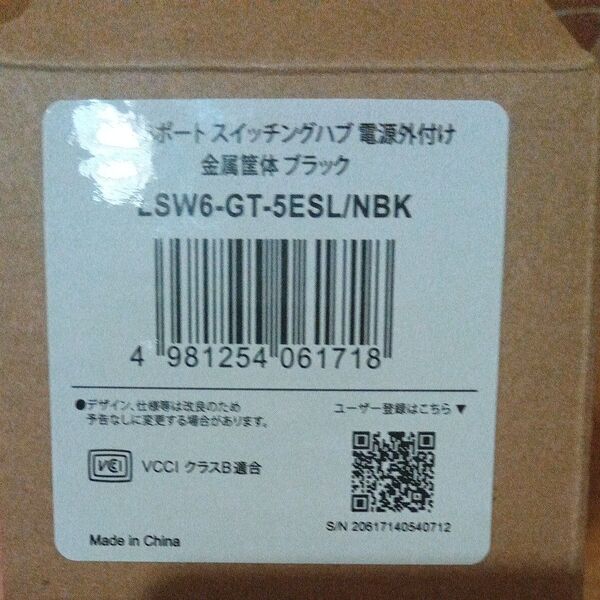 ポート スイッチングハブ 電源外付け
金属筐体 ブラック
LSW6-GT-5ESL/NBK
4 981254 061718
●デザイン、仕様等は改良のため
予告なしに変更する場合があります。
ユーザー登録はこちら ▼
VCCI クラスB適合
S/N 20617140540712
Made in China